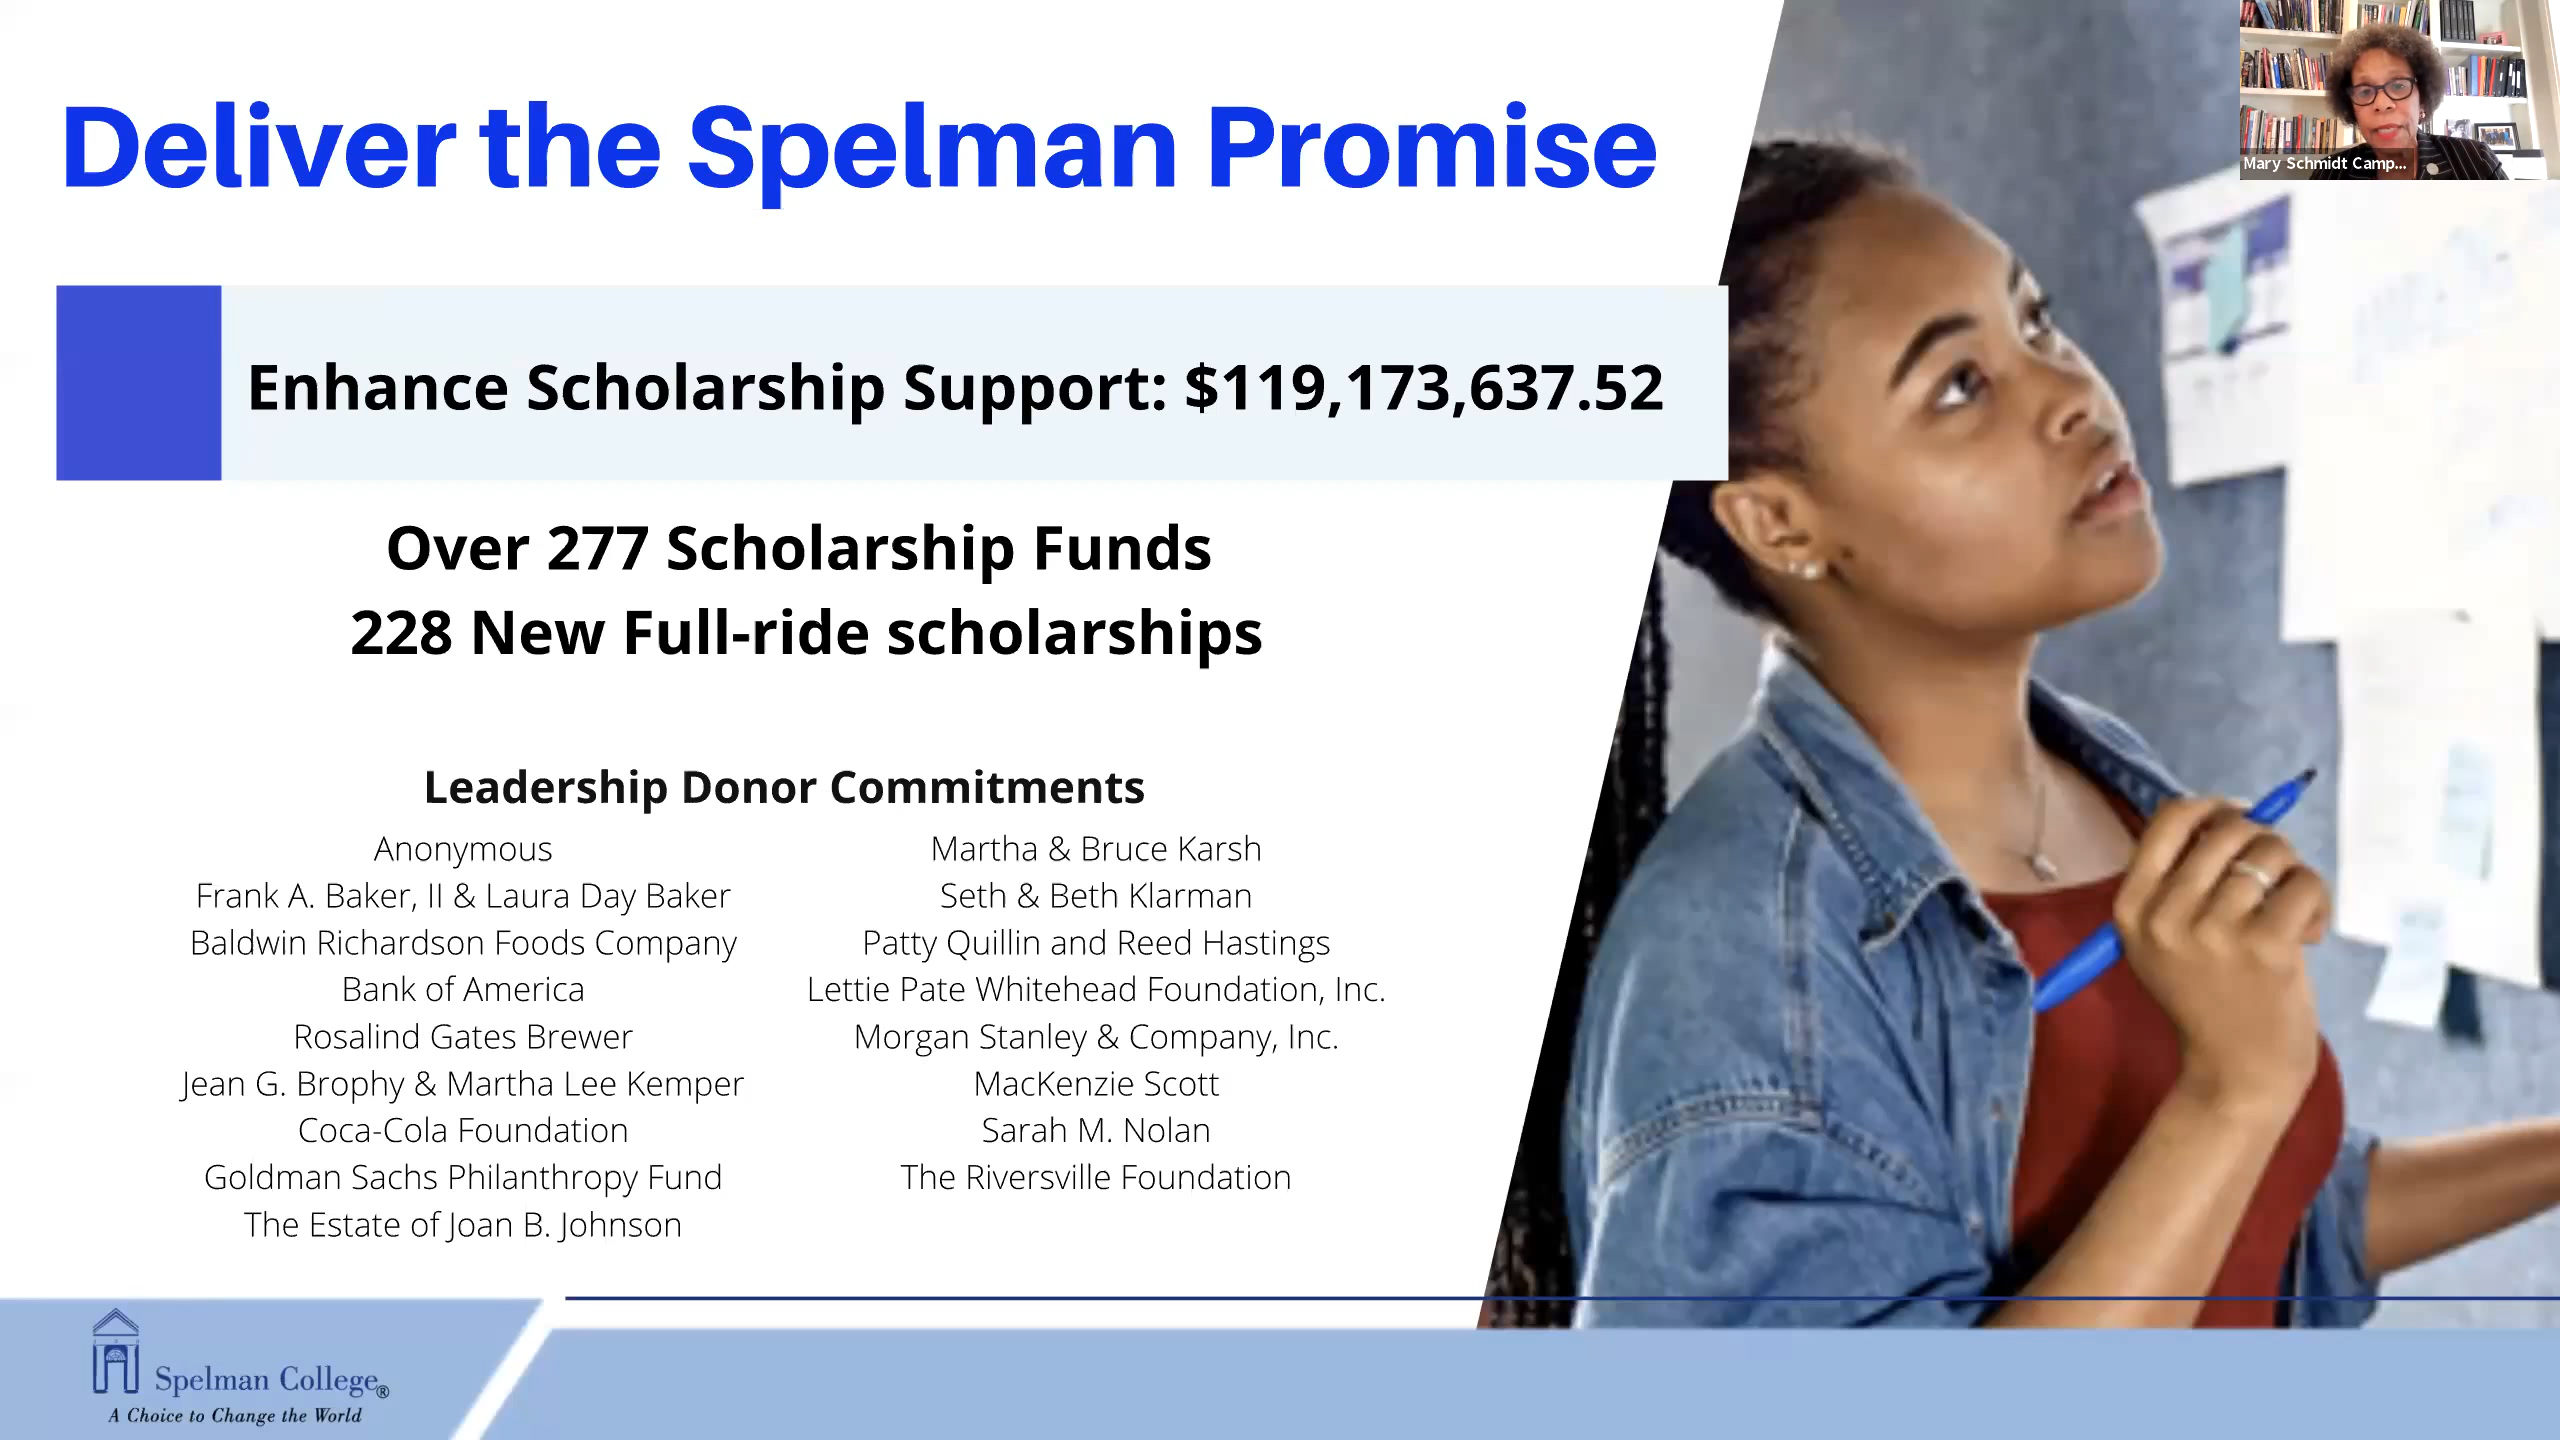 Deliver the Spelman Promise
Mary Schmidt Camp...
Enhance Scholarship Support: $119,173,637.52
Over 277 Scholarship Funds
228 New Full-ride scholarships
Leadership Donor Commitments
Anonymous
Frank A. Baker, II & Laura Day Baker
Baldwin Richardson Foods Company
Bank of America
Rosalind Gates Brewer
Jean G. Brophy & Martha Lee Kemper
Coca-Cola Foundation
Goldman Sachs Philanthropy Fund
The Estate of Joan B. Johnson
Martha & Bruce Karsh
Seth & Beth Klarman
Patty Quillin and Reed Hastings
Lettie Pate Whitehead Foundation, Inc.
Morgan Stanley & Company, Inc.
MacKenzie Scott
Sarah M. Nolan
The Riversville Foundation
Spelman College®
A Choice to Change the World